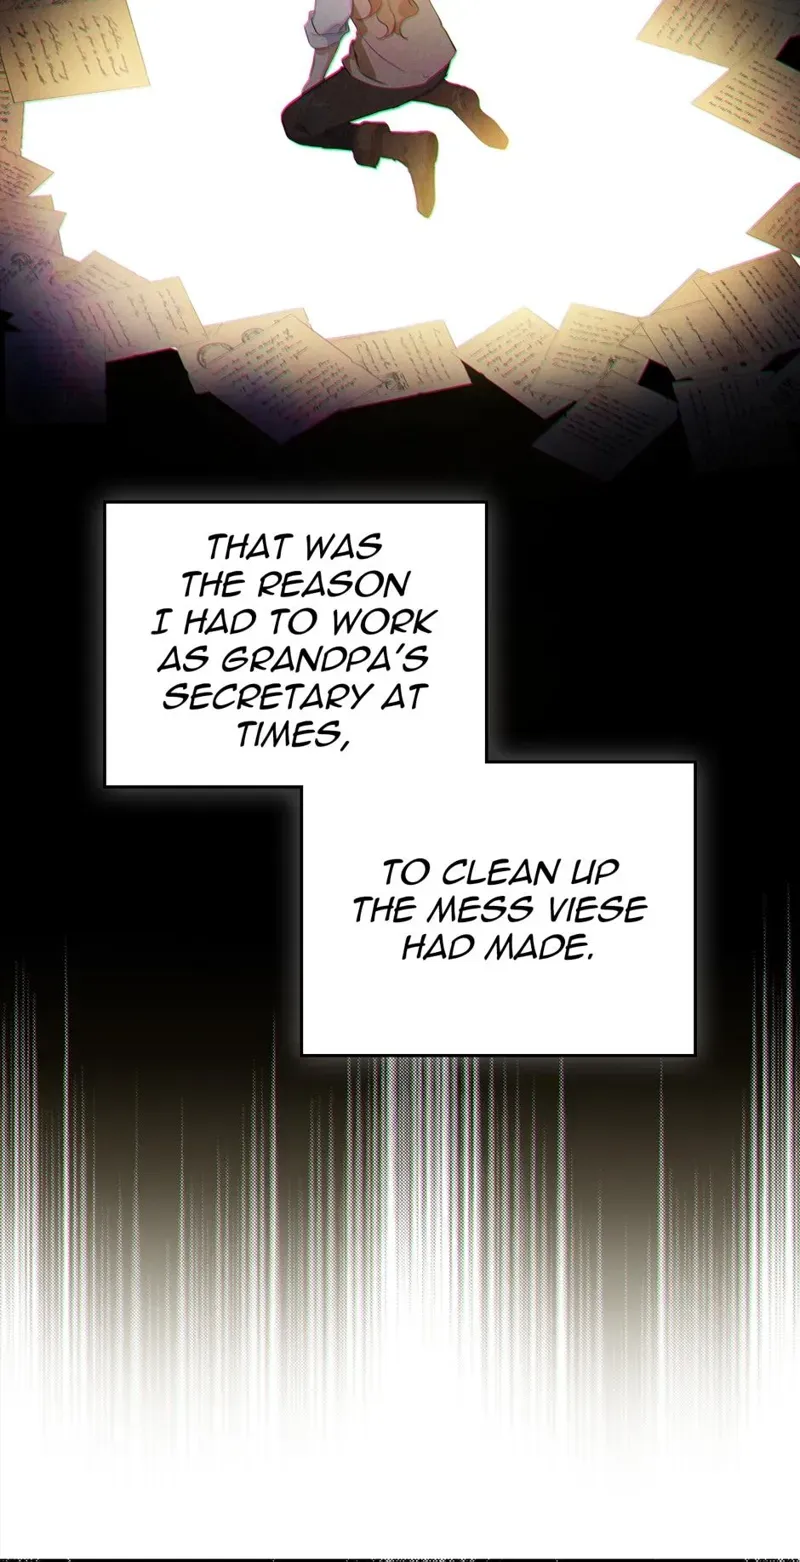 THAT WAS
THE REASON
I HAD TO WORK
AS GRANDPA'S
SECRETARY AT
TIMES,
TO CLEAN UP
THE MESS VIESE
HAD MADE.